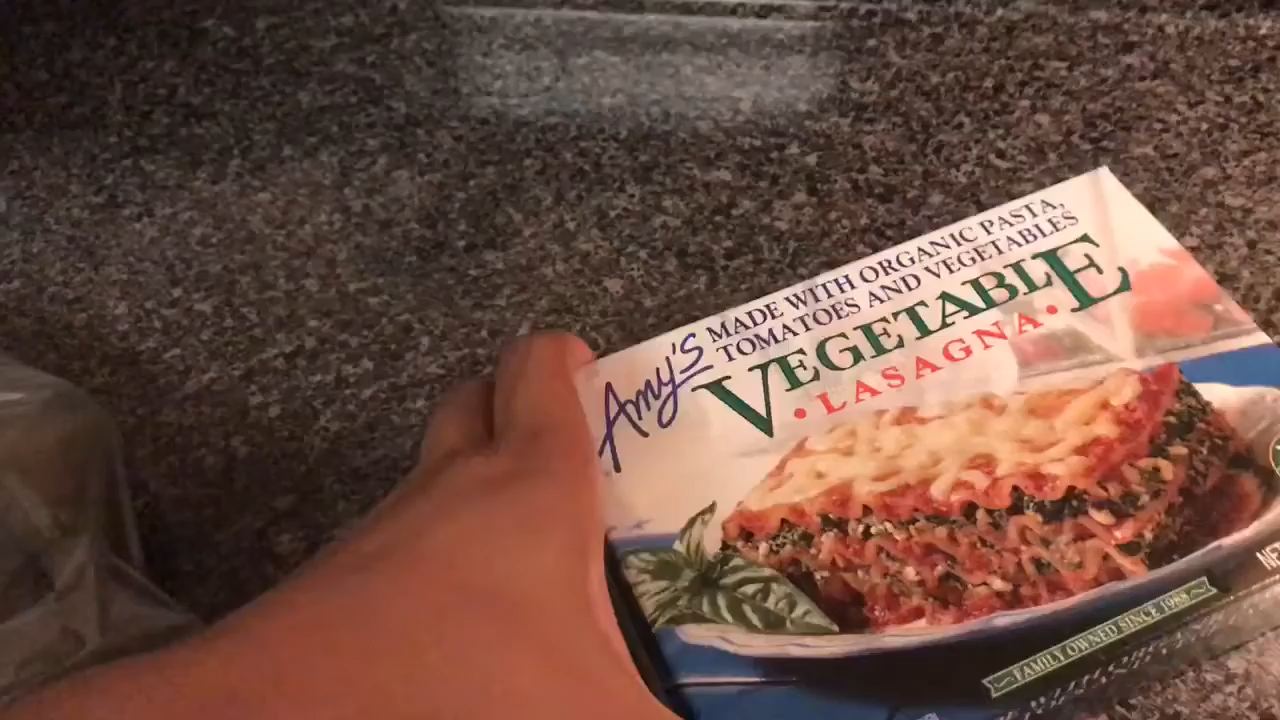 Amy's
MADE WITH ORGANIC PASTA,
TOMATOES AND VEGETABLES
VEGETABLE
• LASAGNA •
FAMILY OWNED SINCE 1988